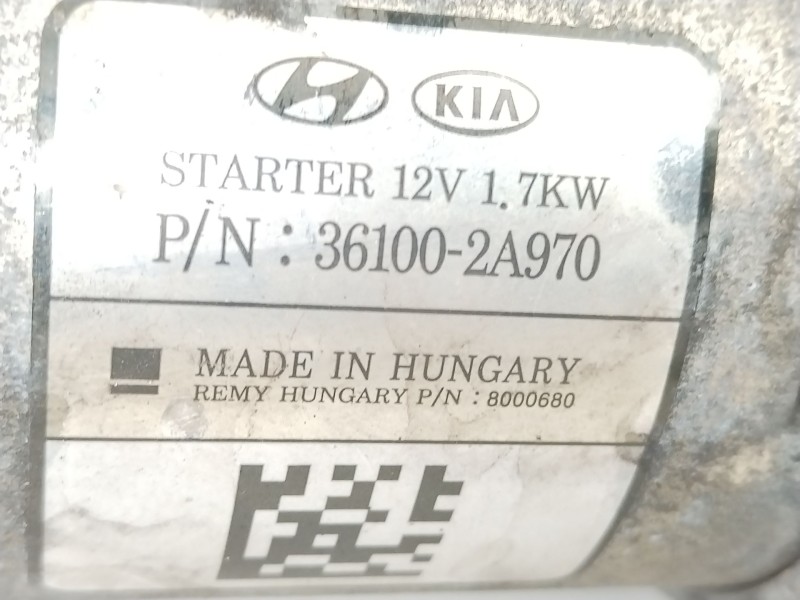 KIA
STARTER 12V 1.7KW
P/N : 36100-2A970
MADE IN HUNGARY
REMY HUNGARY P/N : 8000680